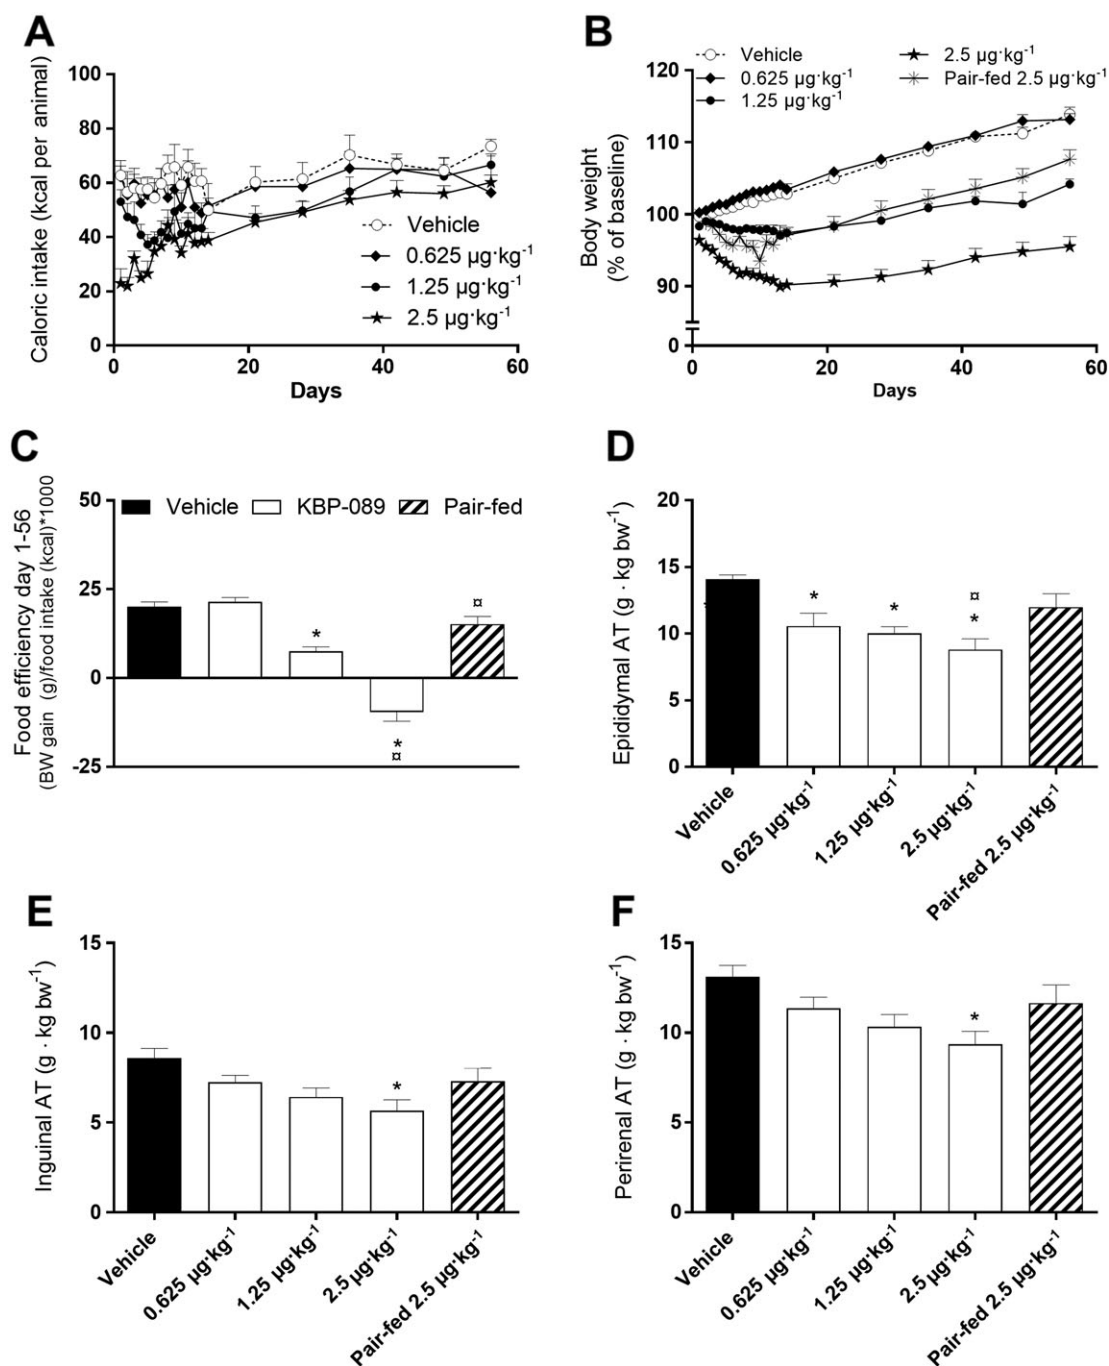 A
Caloric intake (kcal per animal)
100
80
60
40
20
0
0
20
40
60
Days
Vehicle
0.625 µg·kg⁻¹
1.25 µg·kg⁻¹
2.5 µg·kg⁻¹
B
Vehicle
0.625 µg·kg⁻¹
1.25 µg·kg⁻¹
2.5 µg·kg⁻¹
Pair-fed 2.5 µg·kg⁻¹
Body weight
(% of baseline)
120
110
100
90
0
0
20
40
60
Days
C
Food efficiency day 1-56
(BW gain (g)/food intake (kcal)*1000
50
25
0
-25
Vehicle
KBP-089
Pair-fed
*
*
¤
¤
D
Epididymal AT (g · kg bw⁻¹)
20
15
10
5
0
*
*
¤
*
Vehicle
0.625 µg·kg⁻¹
1.25 µg·kg⁻¹
2.5 µg·kg⁻¹
Pair-fed 2.5 µg·kg⁻¹
E
Inguinal AT (g · kg bw⁻¹)
15
10
5
0
*
Vehicle
0.625 µg·kg⁻¹
1.25 µg·kg⁻¹
2.5 µg·kg⁻¹
Pair-fed 2.5 µg·kg⁻¹
F
Perirenal AT (g · kg bw⁻¹)
15
10
5
0
*
Vehicle
0.625 µg·kg⁻¹
1.25 µg·kg⁻¹
2.5 µg·kg⁻¹
Pair-fed 2.5 µg·kg⁻¹